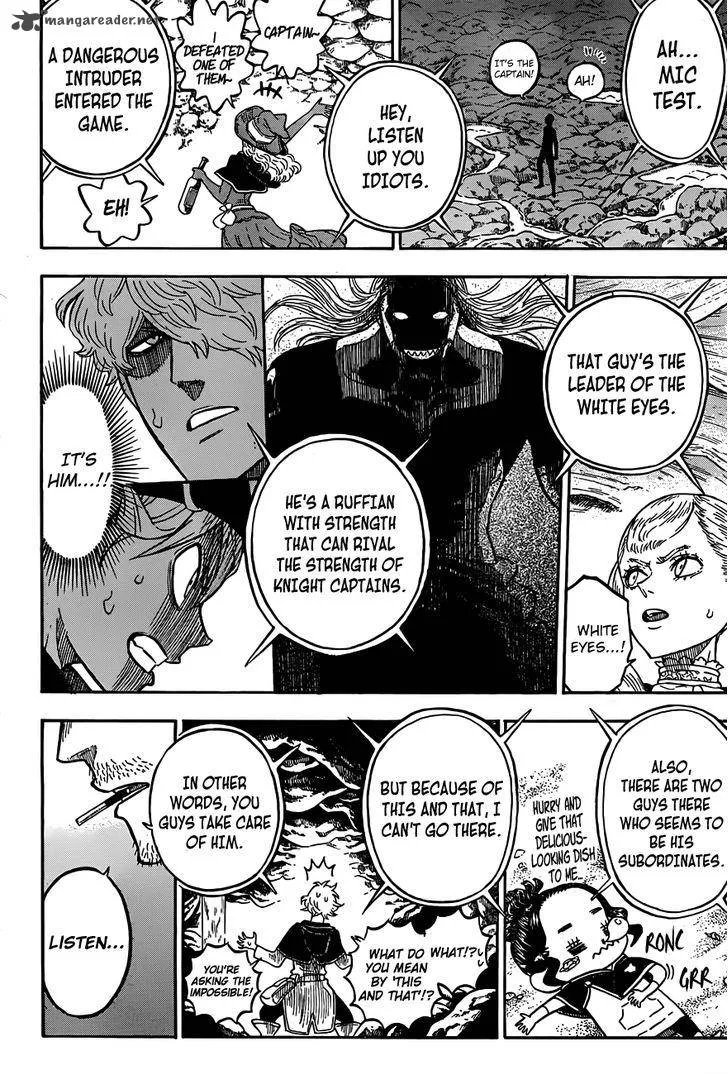 mangareader.net
AH...
MIC
TEST.
AH!
IT'S THE
CAPTAIN!
HEY,
LISTEN
UP YOU
IDIOTS.
CAPTAIN~
I
DEFEATED
ONE OF
THEM~
A DANGEROUS
INTRUDER
ENTERED THE
GAME.
EH!
THAT GUY'S THE
LEADER OF THE
WHITE EYES.
WHITE
EYES...!
HE'S A RUFFIAN
WITH STRENGTH
THAT CAN RIVAL
THE STRENGTH OF
KNIGHT CAPTAINS.
IT'S
HIM...!!
ALSO,
THERE ARE TWO
GUYS THERE
WHO SEEMS TO
BE HIS
SUBORDINATES.
HURRY AND
GIVE THAT
DELICIOUS-
LOOKING DISH
TO ME...
RONC
GRR
BUT BECAUSE OF
THIS AND THAT, I
CAN'T GO THERE.
WHAT DO WHAT!?
YOU MEAN
BY 'THIS
AND THAT'!?
IN OTHER
WORDS, YOU
GUYS TAKE CARE
OF HIM.
YOU'RE
ASKING THE
IMPOSSIBLE!
LISTEN...